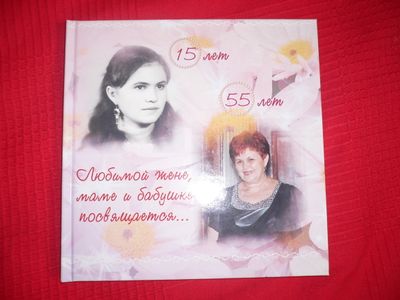 15 лет
55 лет
Любимой жене,
маме и бабушке
посвящается...